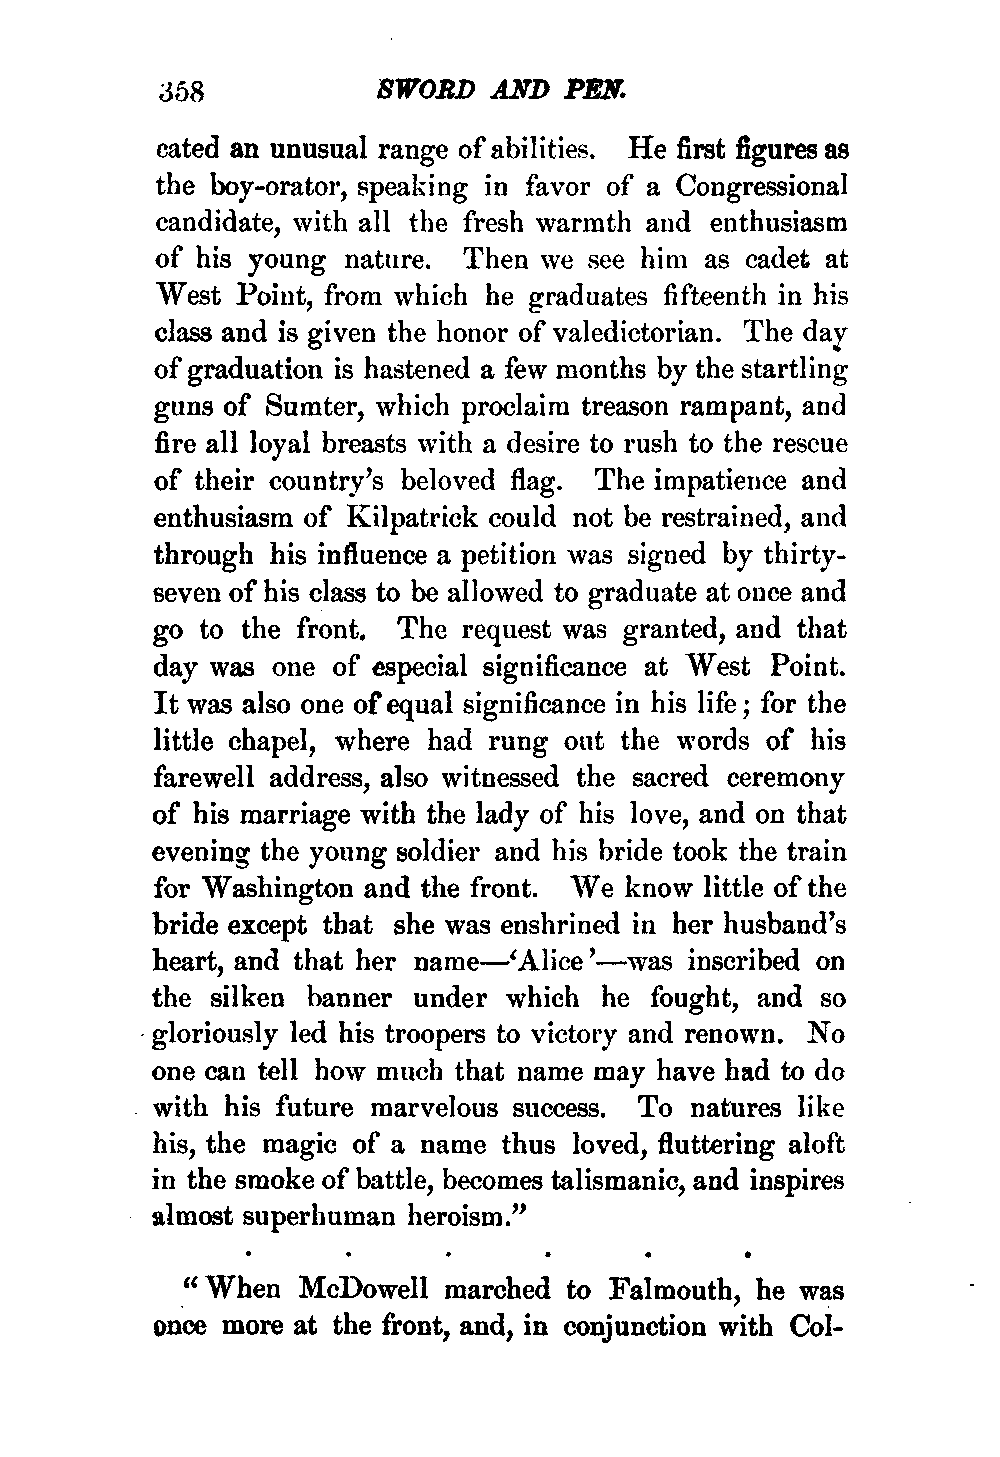 358 SWORD AND PEN.
cated an unusual range of abilities. He first figures as
the boy-orator, speaking in favor of a Congressional
candidate, with all the fresh warmth and enthusiasm
of his young nature. Then we see him as cadet at
West Point, from which he graduates fifteenth in his
class and is given the honor of valedictorian. The day
of graduation is hastened a few months by the startling
guns of Sumter, which proclaim treason rampant, and
fire all loyal breasts with a desire to rush to the rescue
of their country's beloved flag. The impatience and
enthusiasm of Kilpatrick could not be restrained, and
through his influence a petition was signed by thirty-
seven of his class to be allowed to graduate at once and
go to the front. The request was granted, and that
day was one of especial significance at West Point.
It was also one of equal significance in his life; for the
little chapel, where had rung out the words of his
farewell address, also witnessed the sacred ceremony
of his marriage with the lady of his love, and on that
evening the young soldier and his bride took the train
for Washington and the front. We know little of the
bride except that she was enshrined in her husband's
heart, and that her name—‘Alice’—was inscribed on
the silken banner under which he fought, and so
gloriously led his troopers to victory and renown. No
one can tell how much that name may have had to do
with his future marvelous success. To natures like
his, the magic of a name thus loved, fluttering aloft
in the smoke of battle, becomes talismanic, and inspires
almost superhuman heroism.”
. . . . . .
“When McDowell marched to Falmouth, he was
once more at the front, and, in conjunction with Col-